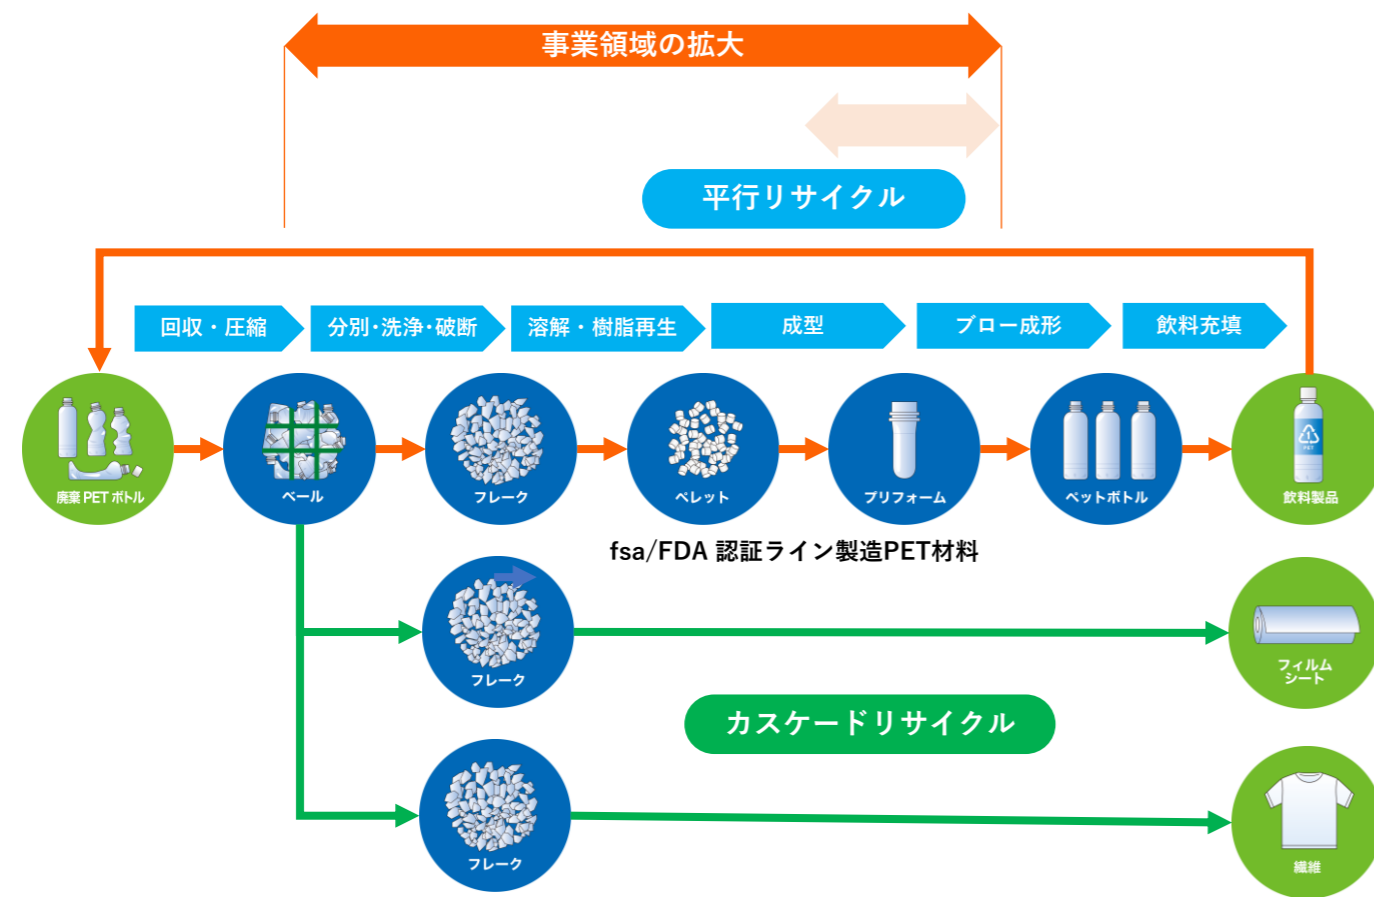 事業領域の拡大
平行リサイクル
回収・圧縮
分別・洗浄・破断
溶解・樹脂再生
成型
ブロー成形
飲料充填
廃棄 PET ボトル
ベール
フレーク
ペレット
プリフォーム
ペットボトル
1
PET
飲料製品
fsa/FDA 認証ライン製造PET材料
フレーク
フィルム
シート
カスケードリサイクル
フレーク
繊維